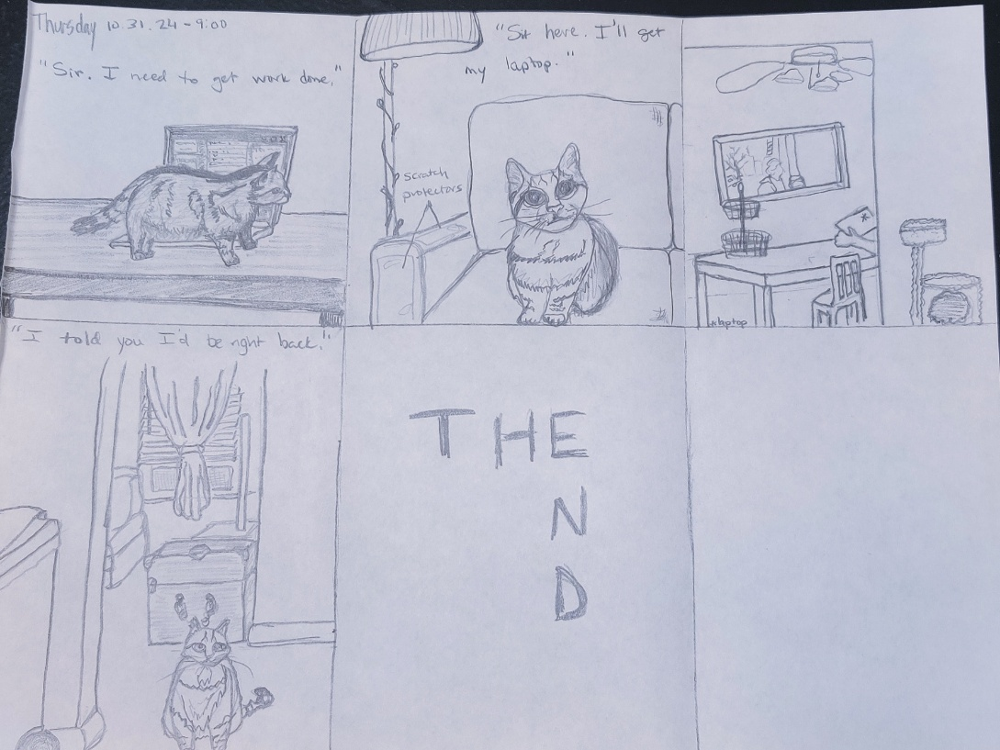 Thursday 10.31.24 - 9:00
"Sir. I need to get work done."
"Sit here. I'll get
my laptop."
scratch
protectors
*laptop
"I told you I'd be right back."
THE
N
D